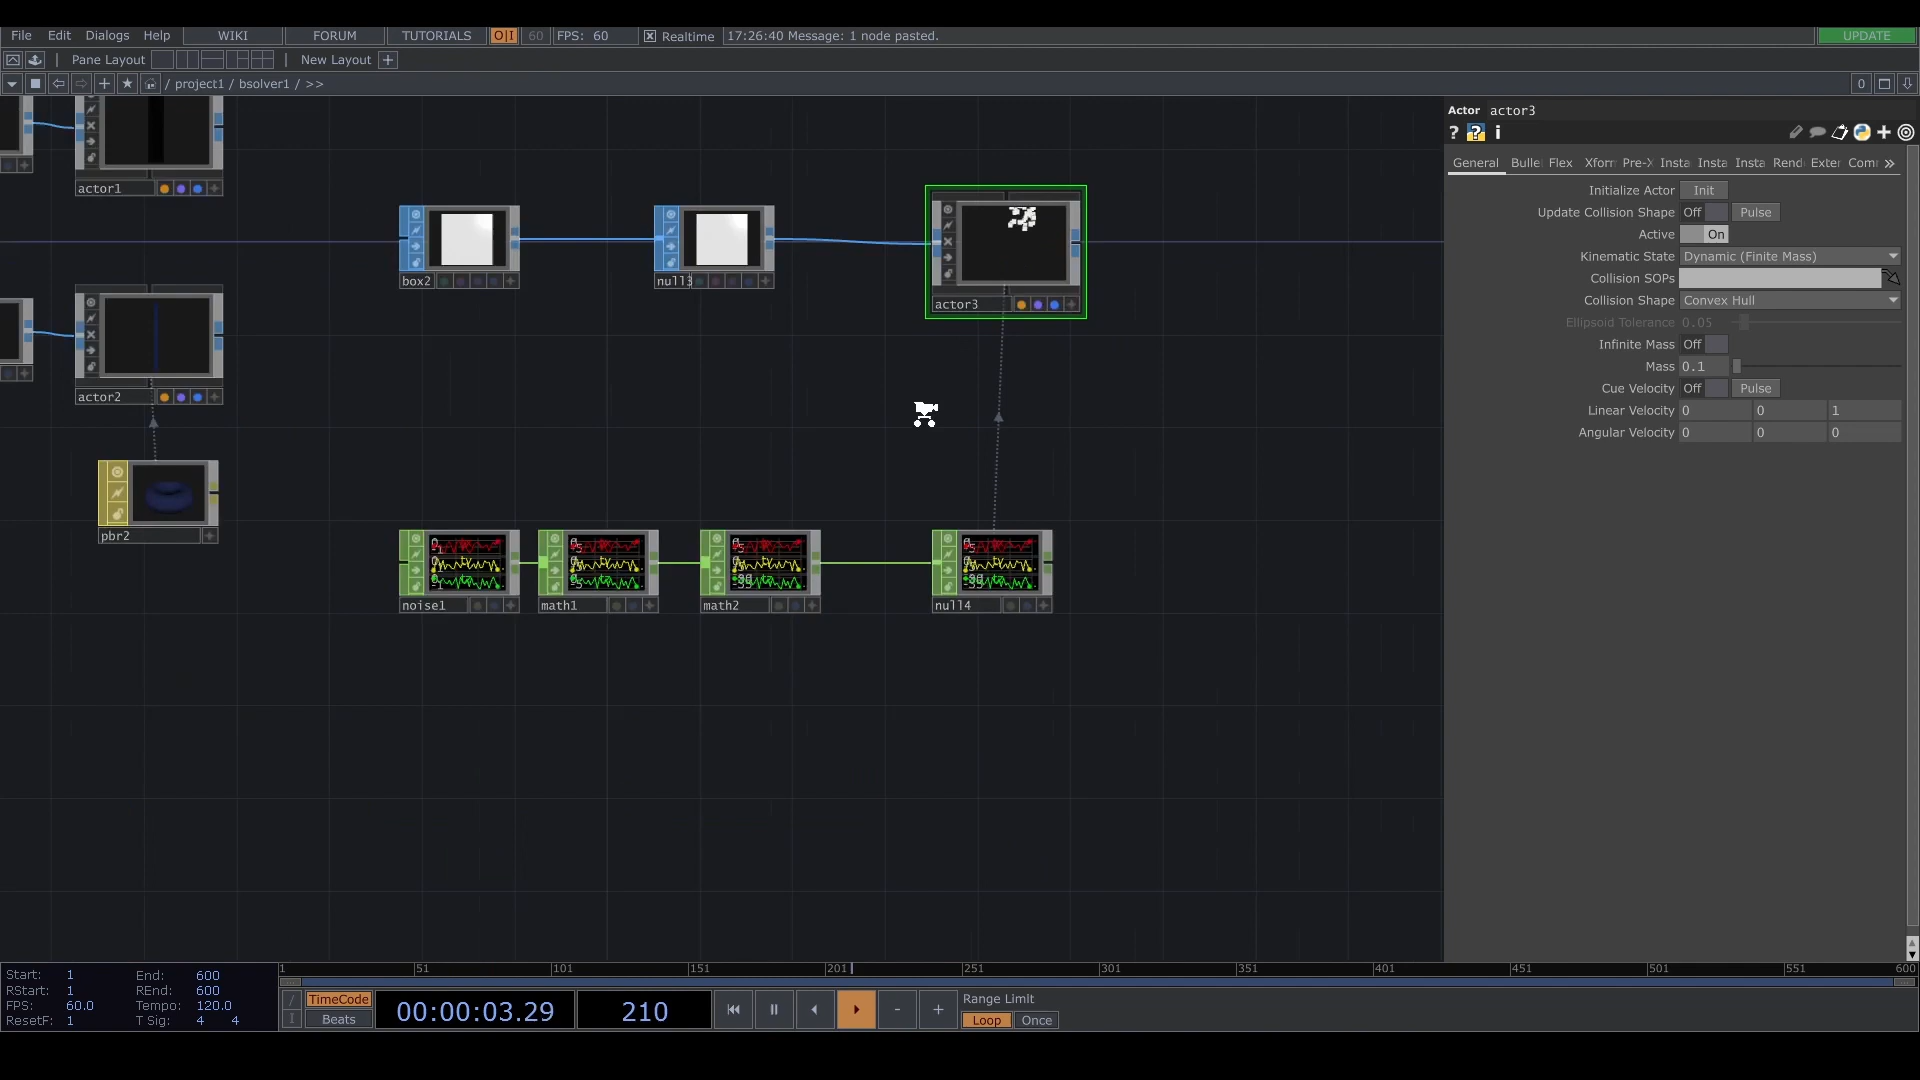 File Edit Dialogs Help WIKI FORUM TUTORIALS O|I 60 FPS: 60 Realtime 17:26:40 Message: 1 node pasted. UPDATE
Pane Layout New Layout +
/ project1 / bsolver1 / >> 0
Actor actor3
? ? i
General Bulle Flex Xforr Pre-X Insta Insta Insta Rend Exter Com »
Initialize Actor Init
Update Collision Shape Off Pulse
Active On
Kinematic State Dynamic (Finite Mass)
Collision SOPs
Collision Shape Convex Hull
Ellipsoid Tolerance 0.05
Infinite Mass Off
Mass 0.1
Cue Velocity Off Pulse
Linear Velocity 0 0 1
Angular Velocity 0 0 0
actor1
box2
null3
actor3
actor2
pbr2
noise1
math1
math2
null4
1 51 101 151 201 251 301 351 401 451 501 551 600
Start: 1 End: 600
RStart: 1 REnd: 600
FPS: 60.0 Tempo: 120.0
ResetF: 1 T Sig: 4 4
TimeCode
Beats
00:00:03.29
210
- +
Range Limit
Loop Once